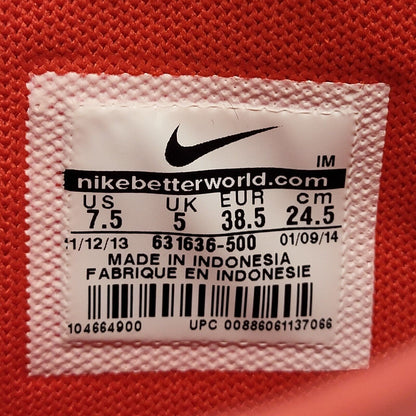 IM
nikebetterworld.com
US UK EUR cm
7.5 5 38.5 24.5
1/12/13 631636-500 01/09/14
MADE IN INDONESIA
FABRIQUE EN INDONESIE
104664900 UPC 00886061137066